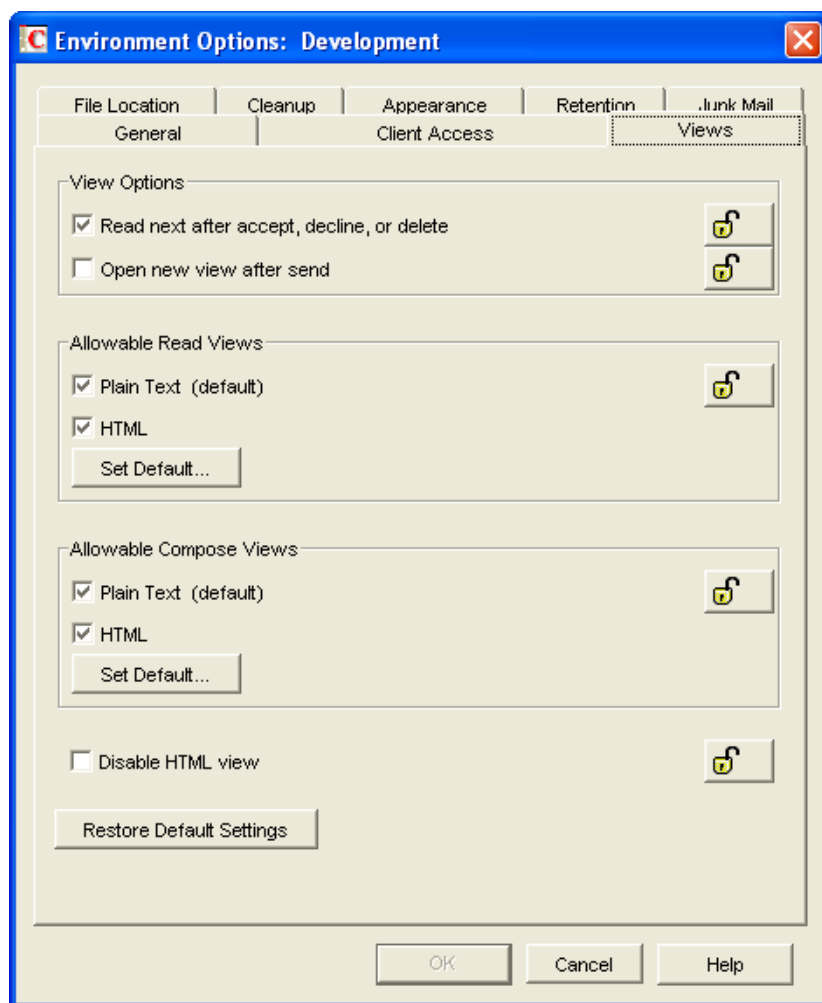 C Environment Options: Development
File Location Cleanup Appearance Retention Junk Mail
General Client Access Views
View Options
Read next after accept, decline, or delete
Open new view after send
Allowable Read Views
Plain Text (default)
HTML
Set Default...
Allowable Compose Views
Plain Text (default)
HTML
Set Default...
Disable HTML view
Restore Default Settings
OK Cancel Help